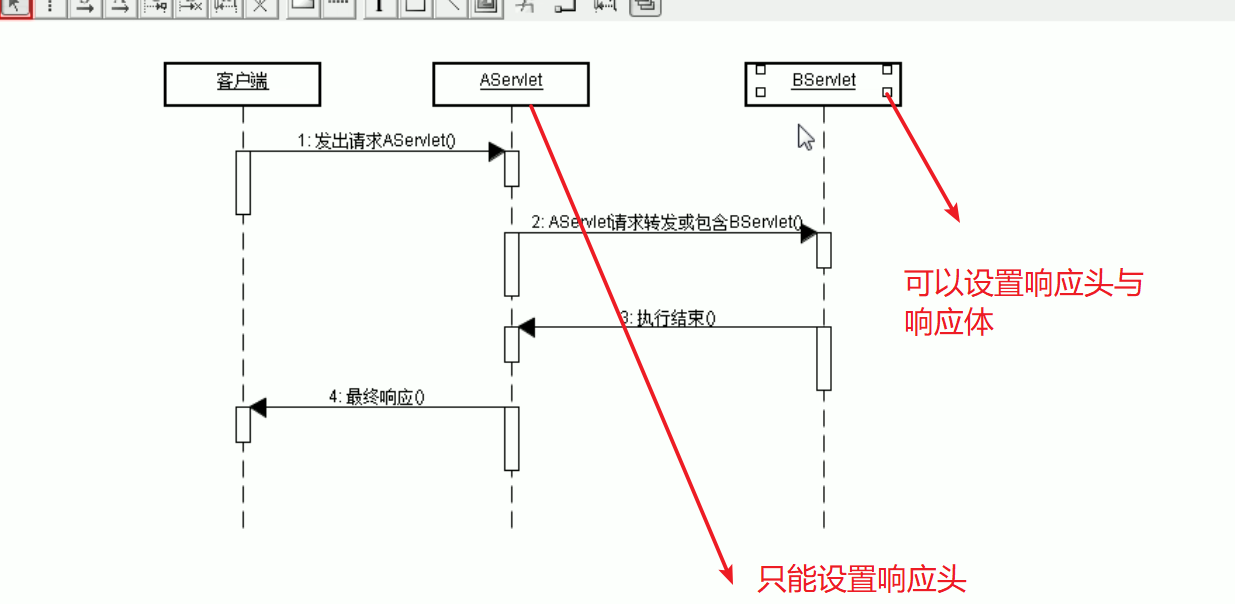 客户端 AServlet BServlet
1: 发出请求AServlet()
2: AServlet请求转发或包含BServlet()
可以设置响应头与
响应体
3: 执行结束()
4: 最终响应()
只能设置响应头